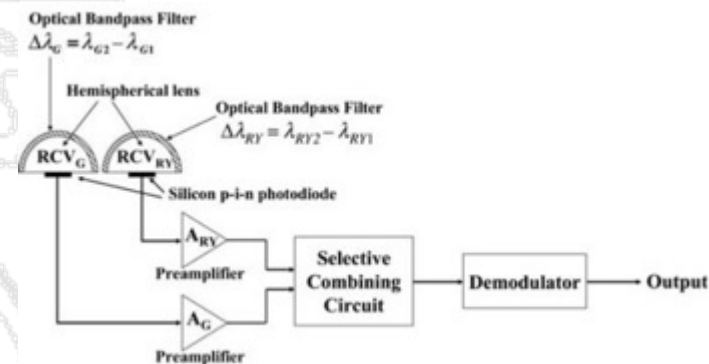 Optical Bandpass Filter
Δλ_G = λ_G2 − λ_G1
Hemispherical lens
Optical Bandpass Filter
Δλ_RY = λ_RY2 − λ_RY1
RCV_G
RCV_RY
Silicon p-i-n photodiode
A_RY
Preamplifier
Selective
Combining
Circuit
Demodulator
Output
A_G
Preamplifier